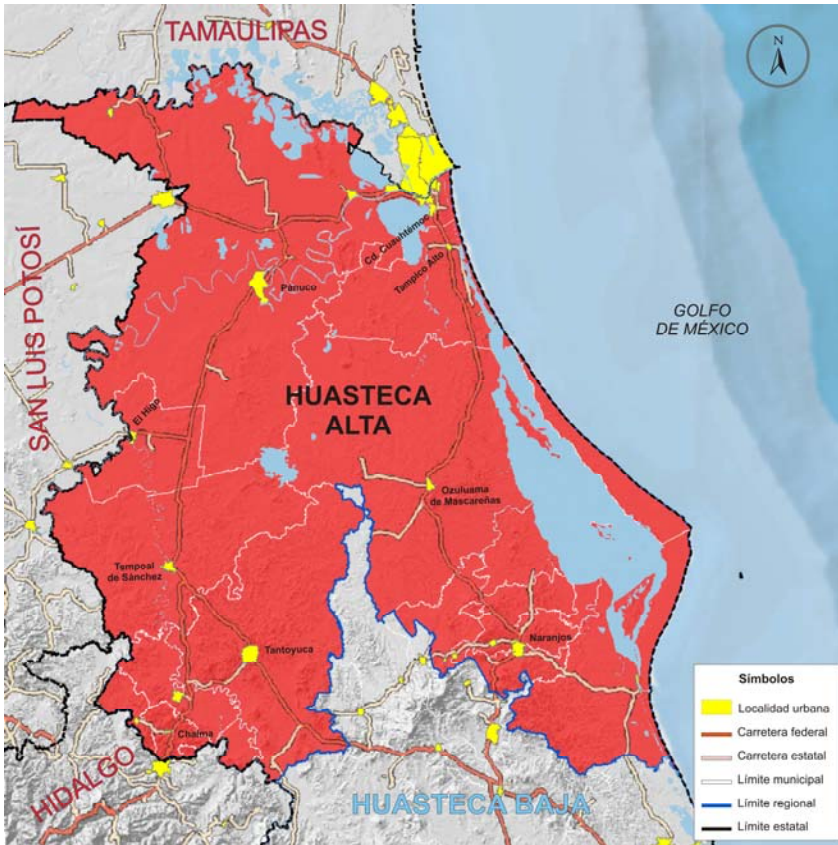 TAMAULIPAS
N
SAN LUIS POTOSÍ
Cd. Cuauhtémoc
Tampico Alto
Pánuco
GOLFO
DE MÉXICO
HUASTECA
ALTA
El Higo
Ozuluama
de Mascareñas
Tempoal
de Sánchez
Tantoyuca
Naranjos
Chalma
HIDALGO
HUASTECA BAJA
Símbolos
Localidad urbana
Carretera federal
Carretera estatal
Límite municipal
Límite regional
Límite estatal